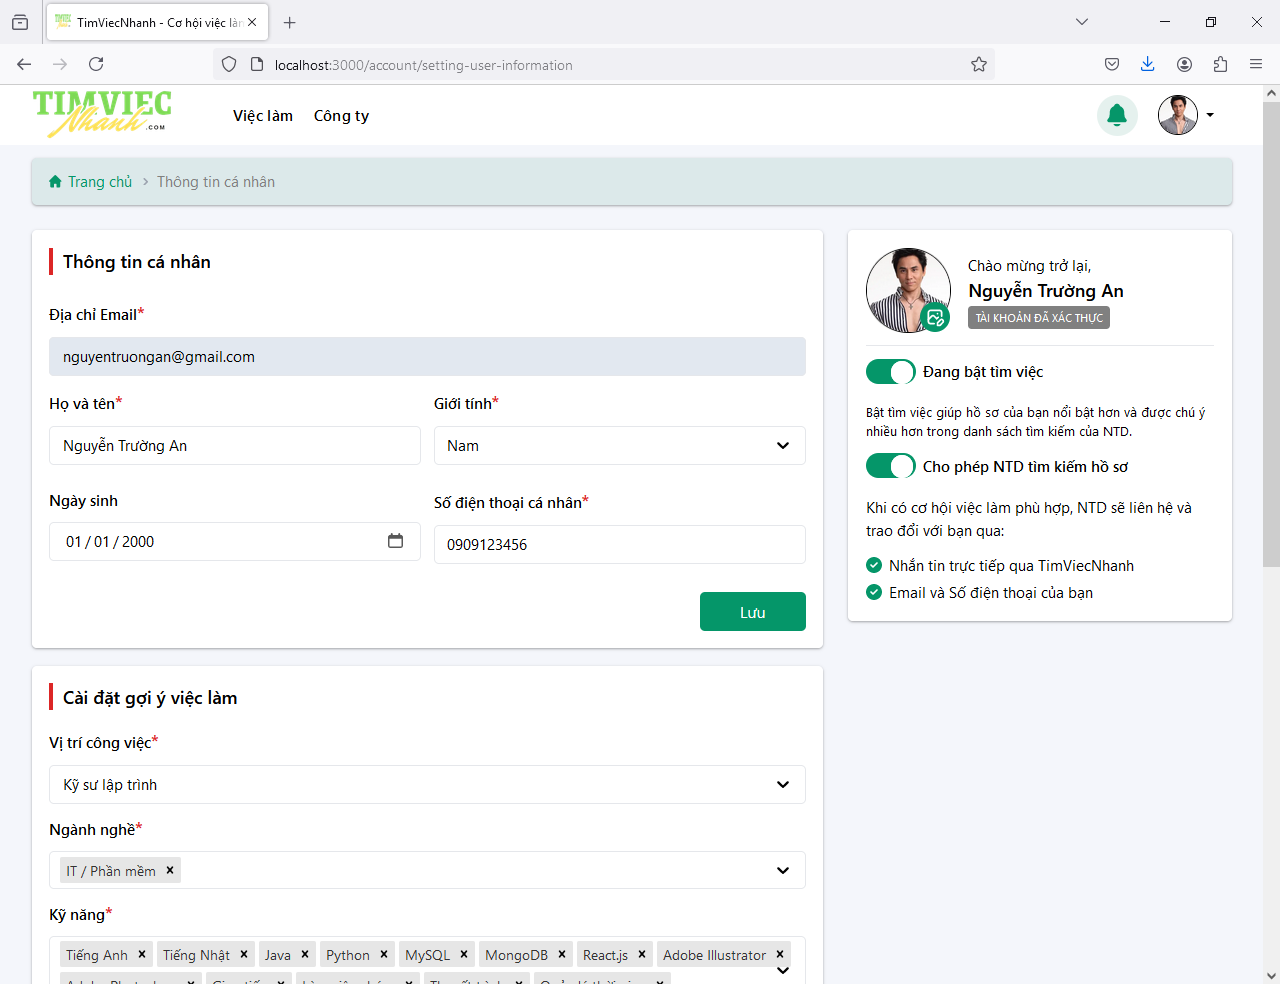 TimViecNhanh - Cơ hội việc làn
localhost:3000/account/setting-user-information
TIMVIEC
Nhanh .COM
Việc làm
Công ty
Trang chủ > Thông tin cá nhân
Thông tin cá nhân
Địa chỉ Email*
nguyentruongan@gmail.com
Họ và tên*
Giới tính*
Nguyễn Trường An
Nam
Ngày sinh
Số điện thoại cá nhân*
01 / 01 / 2000
0909123456
Lưu
Chào mừng trở lại,
Nguyễn Trường An
TÀI KHOẢN ĐÃ XÁC THỰC
Đang bật tìm việc
Bật tìm việc giúp hồ sơ của bạn nổi bật hơn và được chú ý
nhiều hơn trong danh sách tìm kiếm của NTD.
Cho phép NTD tìm kiếm hồ sơ
Khi có cơ hội việc làm phù hợp, NTD sẽ liên hệ và
trao đổi với bạn qua:
Nhắn tin trực tiếp qua TimViecNhanh
Email và Số điện thoại của bạn
Cài đặt gợi ý việc làm
Vị trí công việc*
Kỹ sư lập trình
Ngành nghề*
IT / Phần mềm
Kỹ năng*
Tiếng Anh Tiếng Nhật Java Python MySQL MongoDB React.js Adobe Illustrator